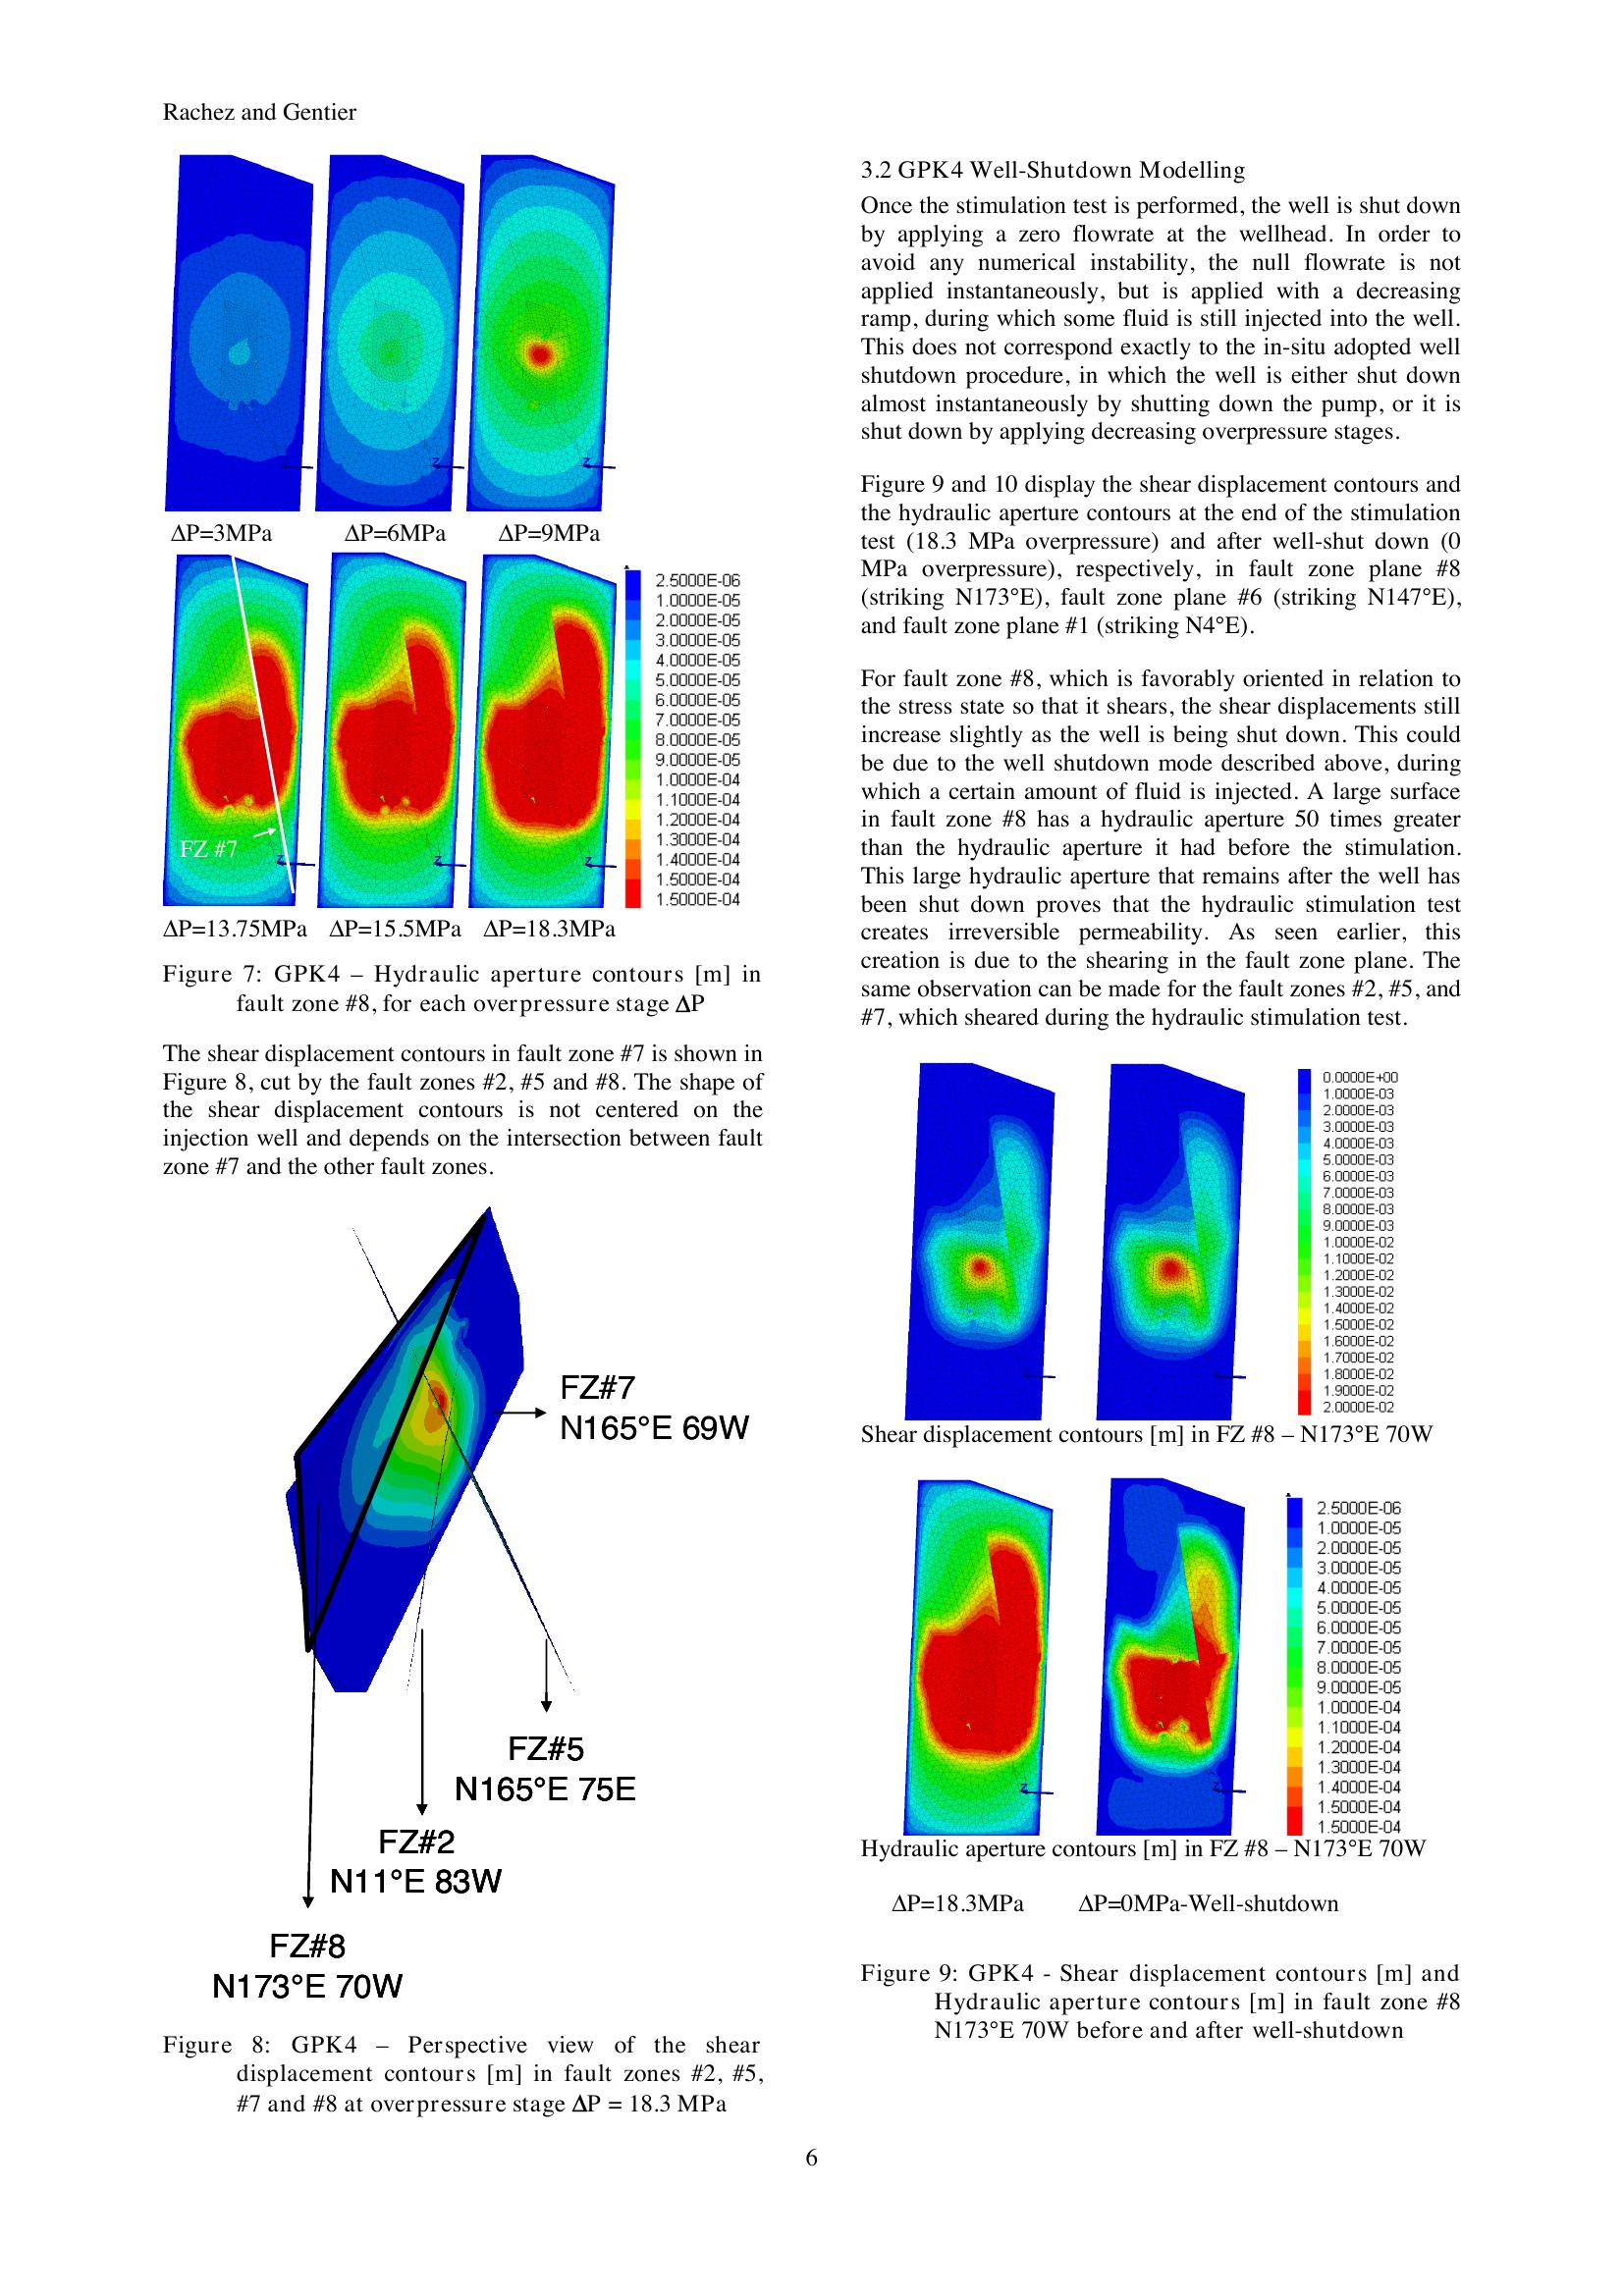 Rachez and Gentier
ΔP=3MPa ΔP=6MPa ΔP=9MPa
FZ #7
2.5000E-06
1.0000E-05
2.0000E-05
3.0000E-05
4.0000E-05
5.0000E-05
6.0000E-05
7.0000E-05
8.0000E-05
9.0000E-05
1.0000E-04
1.1000E-04
1.2000E-04
1.3000E-04
1.4000E-04
1.5000E-04
1.5000E-04
ΔP=13.75MPa ΔP=15.5MPa ΔP=18.3MPa
Figure 7: GPK4 – Hydraulic aperture contours [m] in
fault zone #8, for each overpressure stage ΔP
The shear displacement contours in fault zone #7 is shown in
Figure 8, cut by the fault zones #2, #5 and #8. The shape of
the shear displacement contours is not centered on the
injection well and depends on the intersection between fault
zone #7 and the other fault zones.
FZ#7
N165°E 69W
FZ#5
N165°E 75E
FZ#2
N11°E 83W
FZ#8
N173°E 70W
Figure 8: GPK4 – Perspective view of the shear
displacement contours [m] in fault zones #2, #5,
#7 and #8 at overpressure stage ΔP = 18.3 MPa
3.2 GPK4 Well-Shutdown Modelling
Once the stimulation test is performed, the well is shut down
by applying a zero flowrate at the wellhead. In order to
avoid any numerical instability, the null flowrate is not
applied instantaneously, but is applied with a decreasing
ramp, during which some fluid is still injected into the well.
This does not correspond exactly to the in-situ adopted well
shutdown procedure, in which the well is either shut down
almost instantaneously by shutting down the pump, or it is
shut down by applying decreasing overpressure stages.
Figure 9 and 10 display the shear displacement contours and
the hydraulic aperture contours at the end of the stimulation
test (18.3 MPa overpressure) and after well-shut down (0
MPa overpressure), respectively, in fault zone plane #8
(striking N173°E), fault zone plane #6 (striking N147°E),
and fault zone plane #1 (striking N4°E).
For fault zone #8, which is favorably oriented in relation to
the stress state so that it shears, the shear displacements still
increase slightly as the well is being shut down. This could
be due to the well shutdown mode described above, during
which a certain amount of fluid is injected. A large surface
in fault zone #8 has a hydraulic aperture 50 times greater
than the hydraulic aperture it had before the stimulation.
This large hydraulic aperture that remains after the well has
been shut down proves that the hydraulic stimulation test
creates irreversible permeability. As seen earlier, this
creation is due to the shearing in the fault zone plane. The
same observation can be made for the fault zones #2, #5, and
#7, which sheared during the hydraulic stimulation test.
0.0000E+00
1.0000E-03
2.0000E-03
3.0000E-03
4.0000E-03
5.0000E-03
6.0000E-03
7.0000E-03
8.0000E-03
9.0000E-03
1.0000E-02
1.1000E-02
1.2000E-02
1.3000E-02
1.4000E-02
1.5000E-02
1.6000E-02
1.7000E-02
1.8000E-02
1.9000E-02
2.0000E-02
Shear displacement contours [m] in FZ #8 – N173°E 70W
2.5000E-06
1.0000E-05
2.0000E-05
3.0000E-05
4.0000E-05
5.0000E-05
6.0000E-05
7.0000E-05
8.0000E-05
9.0000E-05
1.0000E-04
1.1000E-04
1.2000E-04
1.3000E-04
1.4000E-04
1.5000E-04
1.5000E-04
Hydraulic aperture contours [m] in FZ #8 – N173°E 70W
ΔP=18.3MPa ΔP=0MPa-Well-shutdown
Figure 9: GPK4 - Shear displacement contours [m] and
Hydraulic aperture contours [m] in fault zone #8
N173°E 70W before and after well-shutdown
6